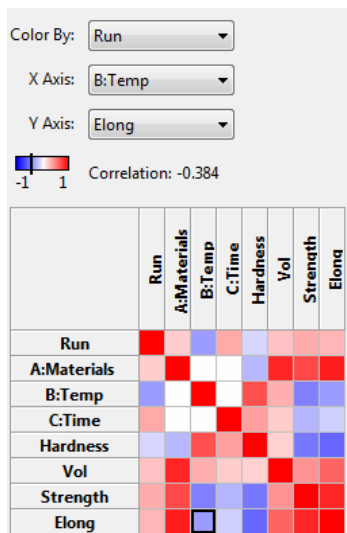 Color By: Run
X Axis: B:Temp
Y Axis: Elong
-1 1 Correlation: -0.384
Run A:Materials B:Temp C:Time Hardness Vol Strength Elong
Run
A:Materials
B:Temp
C:Time
Hardness
Vol
Strength
Elong